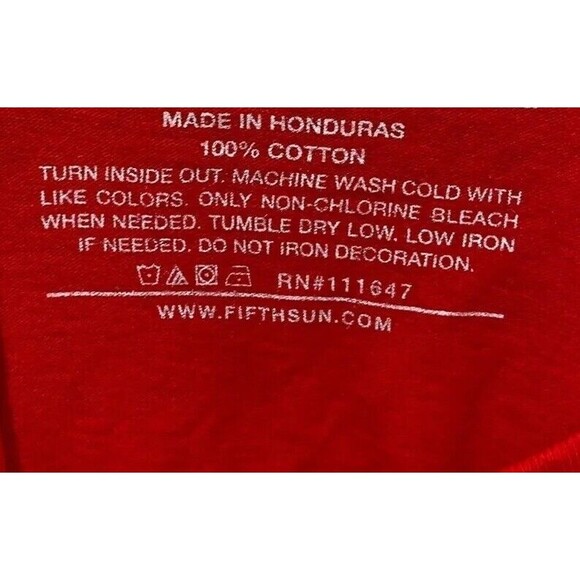 MADE IN HONDURAS
100% COTTON
TURN INSIDE OUT. MACHINE WASH COLD WITH
LIKE COLORS. ONLY NON-CHLORINE BLEACH
WHEN NEEDED. TUMBLE DRY LOW. LOW IRON
IF NEEDED. DO NOT IRON DECORATION.
RN#111647
WWW.FIFTHSUN.COM